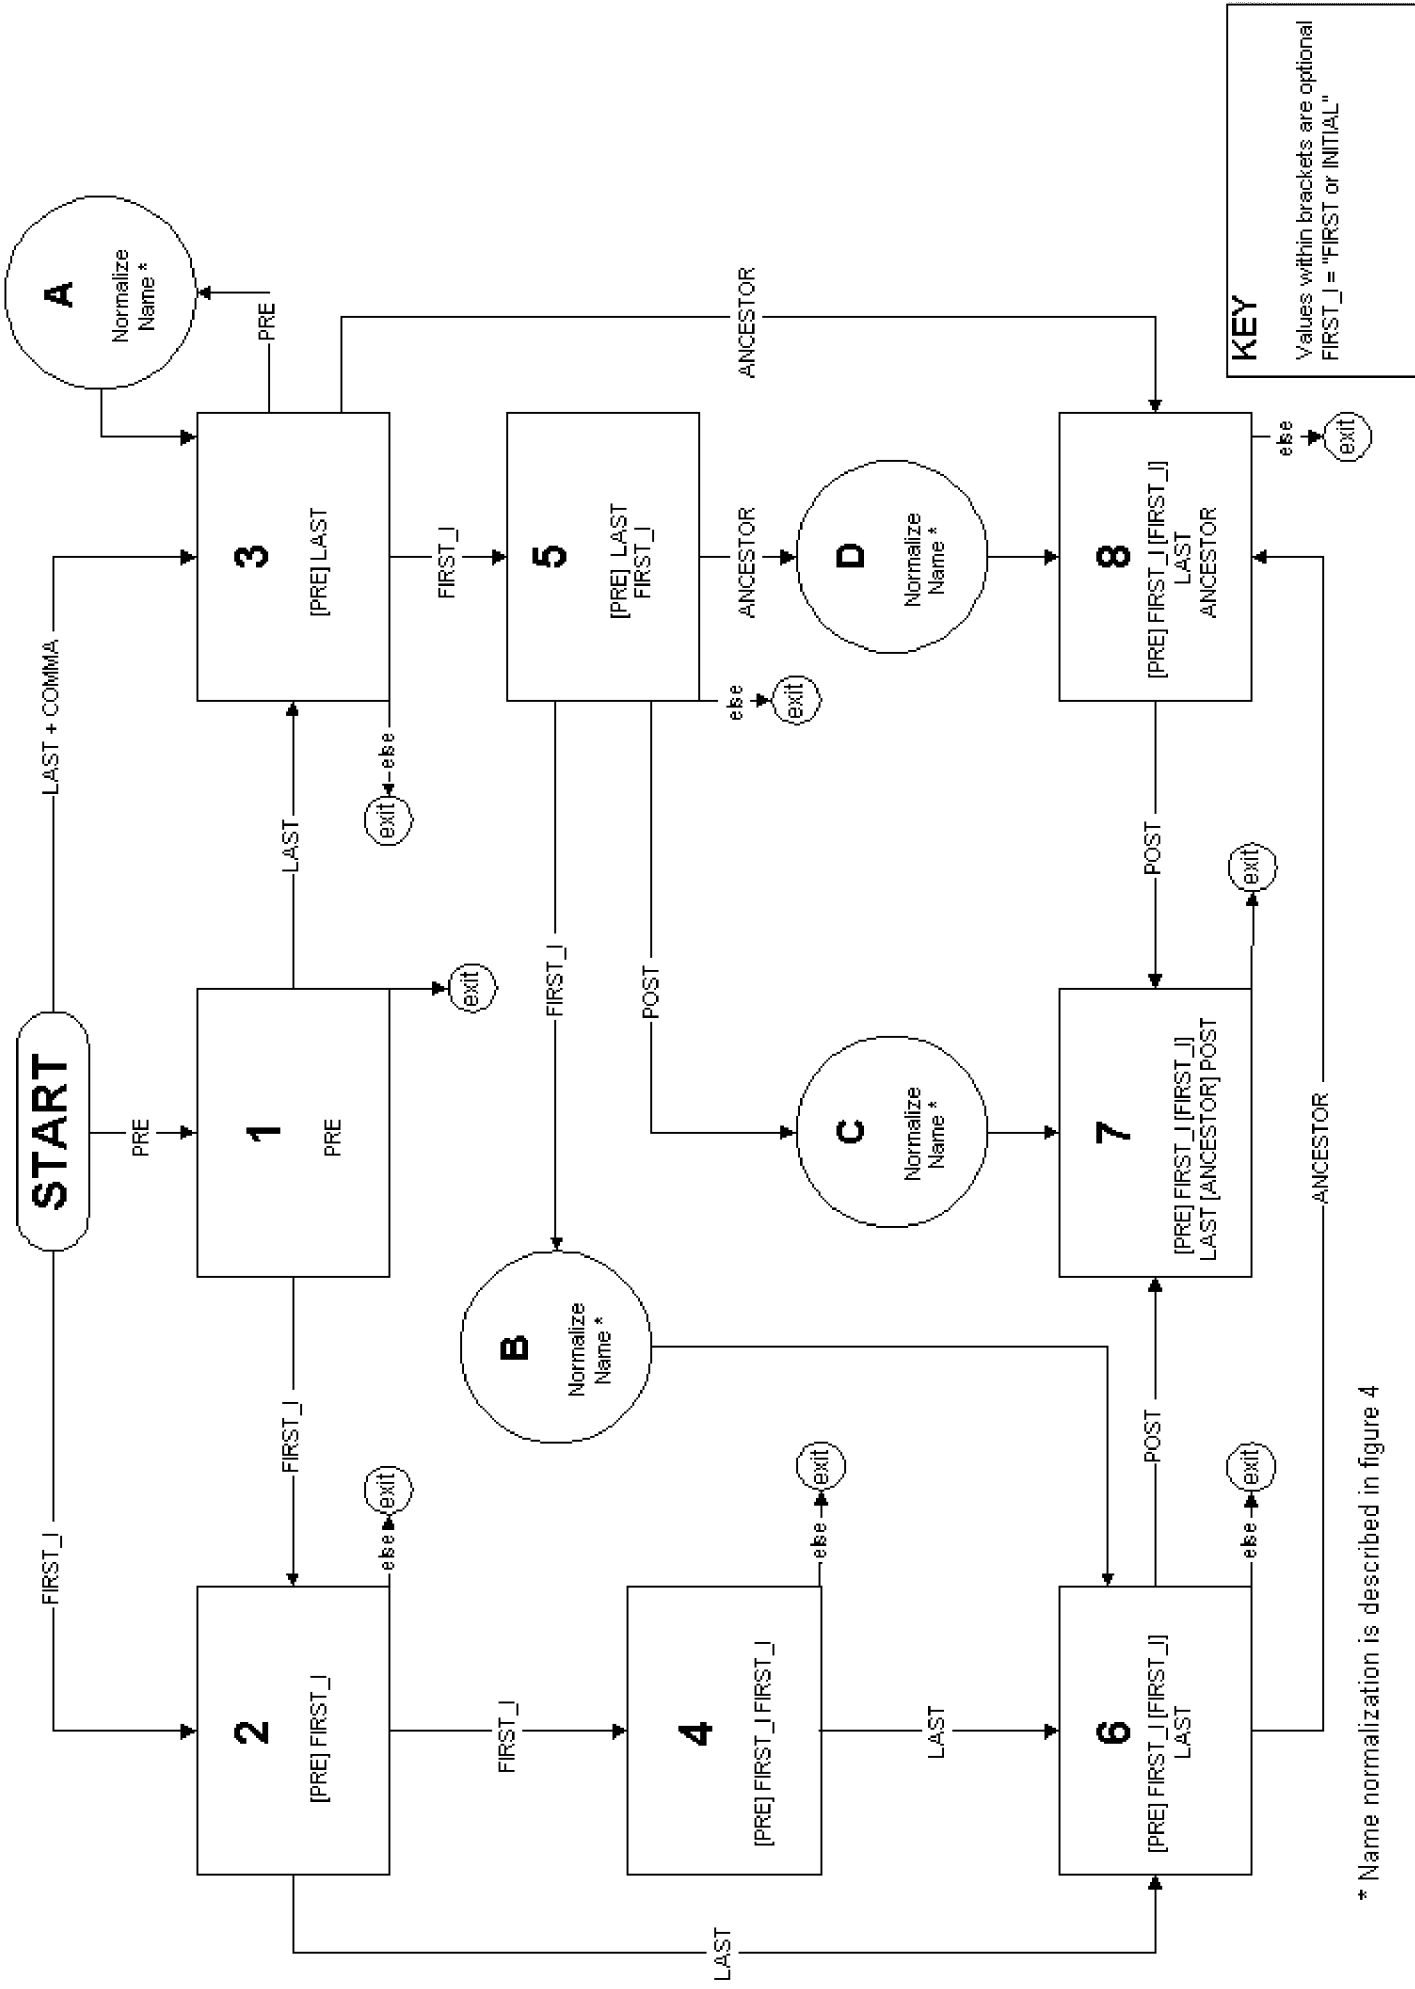 START
FIRST_I
PRE
LAST + COMMA
A
Normalize
Name *
PRE
2
[PRE] FIRST_I
else
exit
FIRST_I
1
PRE
exit
LAST
3
[PRE] LAST
else
exit
FIRST_I
FIRST_I
B
Normalize
Name *
FIRST_I
POST
5
[PRE] LAST
FIRST_I
else
exit
ANCESTOR
ANCESTOR
LAST
4
[PRE] FIRST_I FIRST_I
else
exit
LAST
C
Normalize
Name *
D
Normalize
Name *
6
[PRE] FIRST_I [FIRST_I]
LAST
else
exit
POST
7
[PRE] FIRST_I [FIRST_I]
LAST [ANCESTOR] POST
exit
POST
8
[PRE] FIRST_I [FIRST_I]
LAST
ANCESTOR
else
exit
ANCESTOR
KEY
Values within brackets are optional
FIRST_I = "FIRST or INITIAL"
* Name normalization is described in figure 4